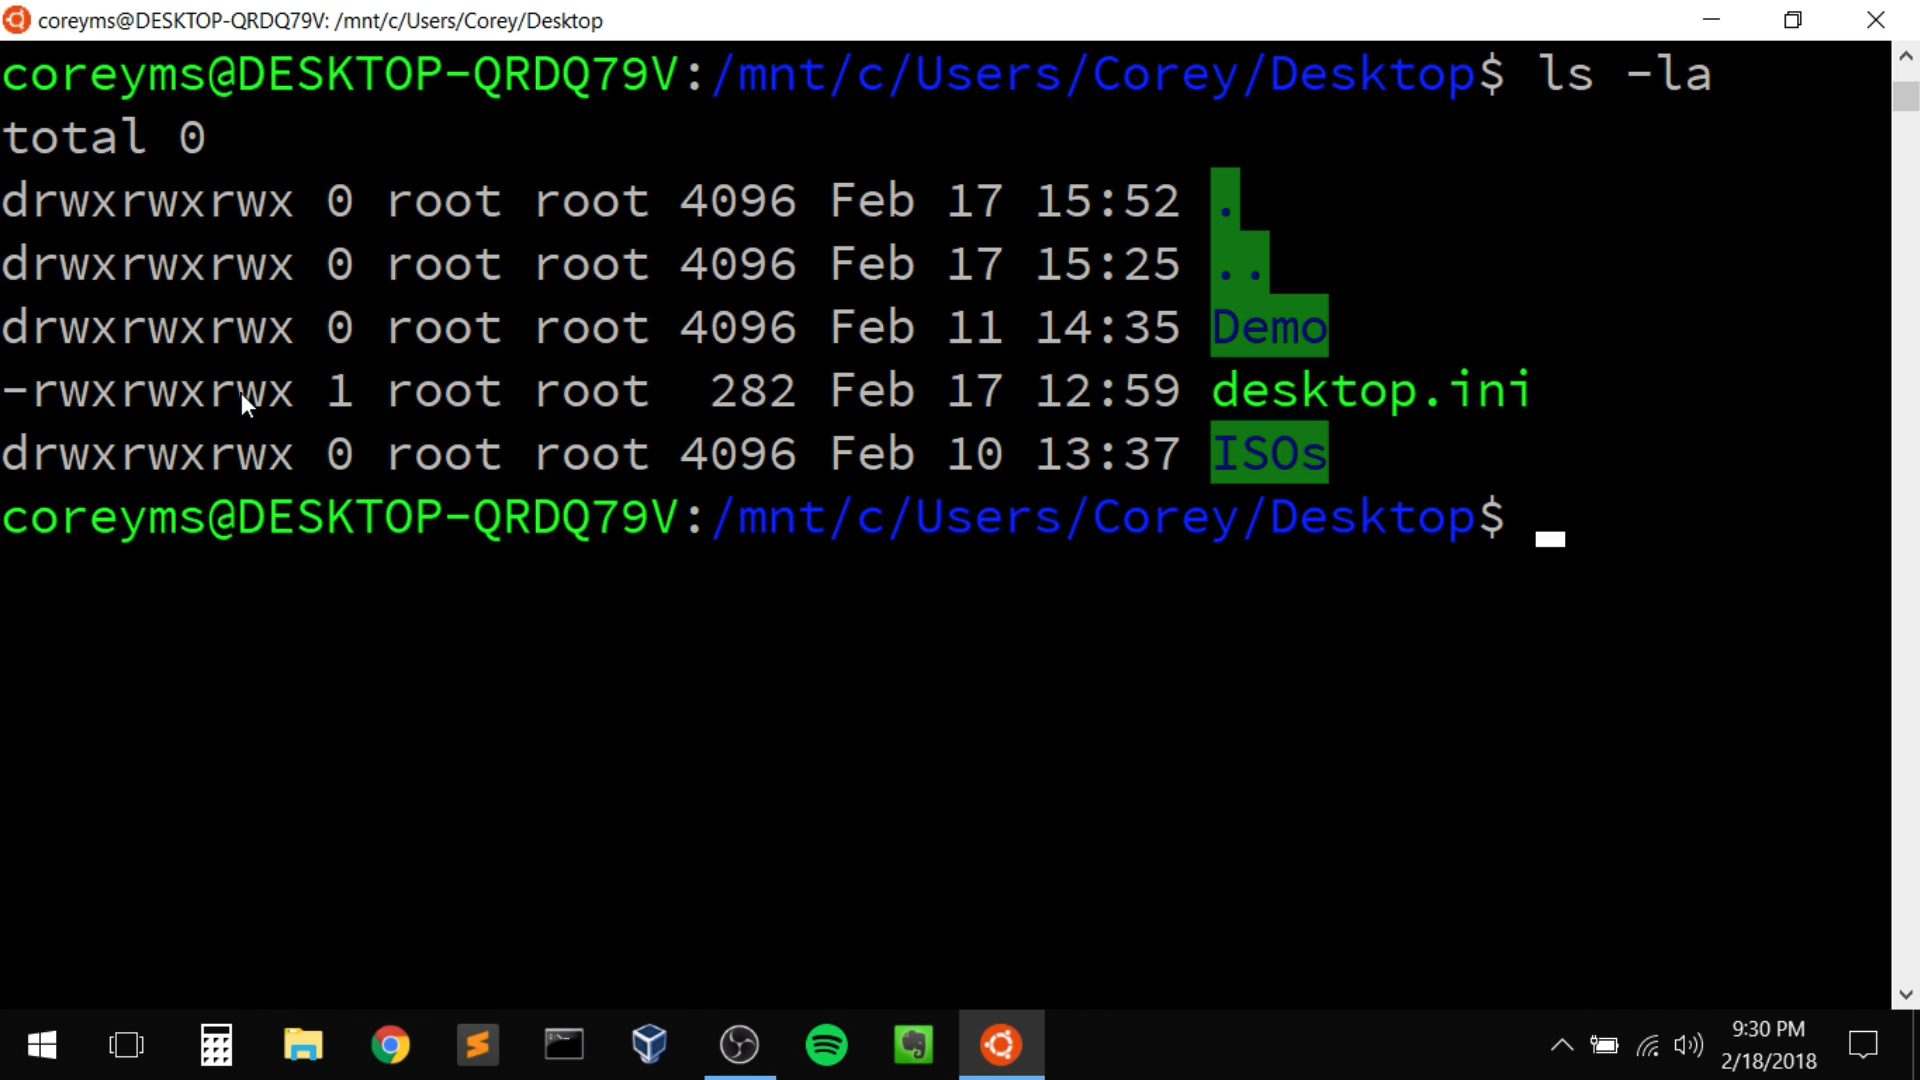 coreyms@DESKTOP-QRDQ79V: /mnt/c/Users/Corey/Desktop
coreyms@DESKTOP-QRDQ79V:/mnt/c/Users/Corey/Desktop$ ls -la
total 0
drwxrwxrwx 0 root root 4096 Feb 17 15:52 .
drwxrwxrwx 0 root root 4096 Feb 17 15:25 ..
drwxrwxrwx 0 root root 4096 Feb 11 14:35 Demo
-rwxrwxrwx 1 root root  282 Feb 17 12:59 desktop.ini
drwxrwxrwx 0 root root 4096 Feb 10 13:37 ISOs
coreyms@DESKTOP-QRDQ79V:/mnt/c/Users/Corey/Desktop$
9:30 PM
2/18/2018